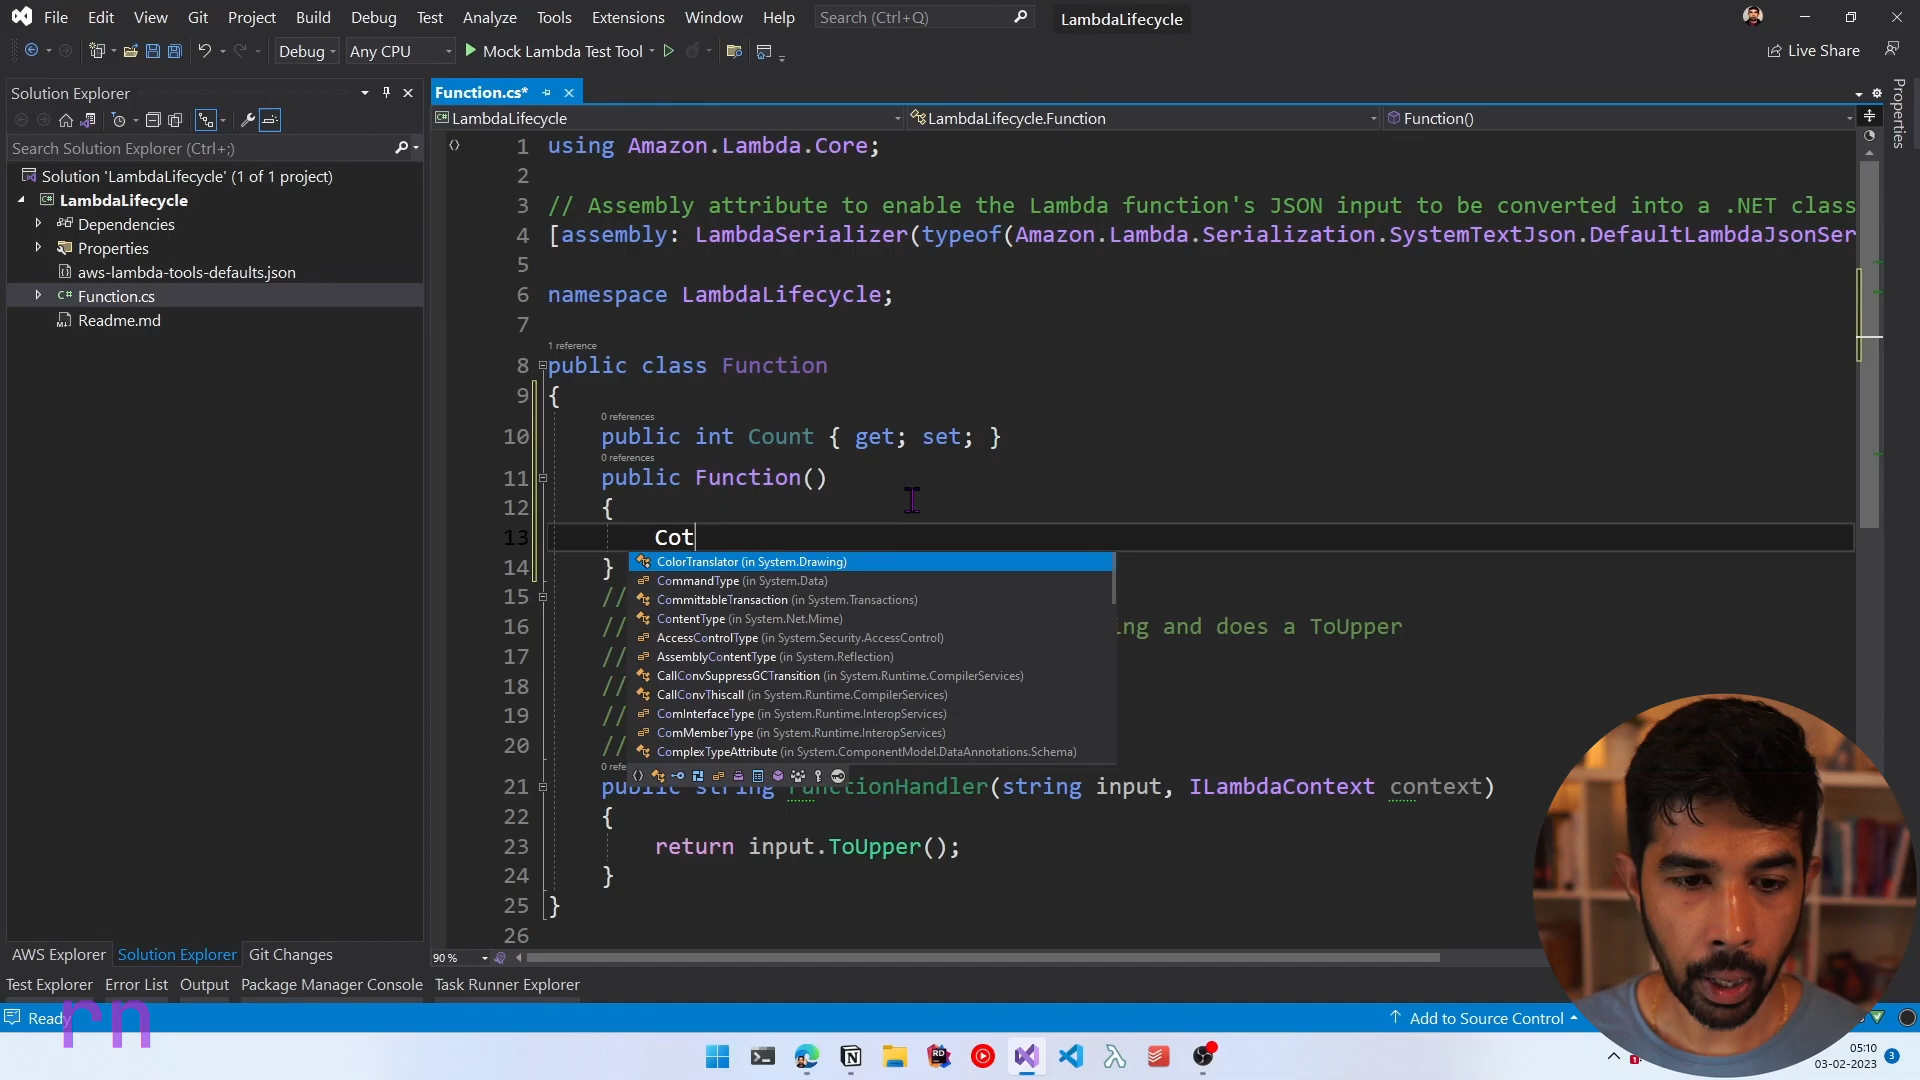 File Edit View Git Project Build Debug Test Analyze Tools Extensions Window Help Search (Ctrl+Q) LambdaLifecycle
Debug Any CPU Mock Lambda Test Tool Live Share
Solution Explorer
Search Solution Explorer (Ctrl+;)
Solution 'LambdaLifecycle' (1 of 1 project)
LambdaLifecycle
Dependencies
Properties
aws-lambda-tools-defaults.json
Function.cs
Readme.md
AWS Explorer Solution Explorer Git Changes
Function.cs*
LambdaLifecycle LambdaLifecycle.Function Function()
Properties
1 using Amazon.Lambda.Core;
2
3 // Assembly attribute to enable the Lambda function's JSON input to be converted into a .NET class
4 [assembly: LambdaSerializer(typeof(Amazon.Lambda.Serialization.SystemTextJson.DefaultLambdaJsonSer
5
6 namespace LambdaLifecycle;
7
1 reference
8 public class Function
9 {
0 references
10 public int Count { get; set; }
0 references
11 public Function()
12 {
13 Cot
14 }
15 //
16 // ing and does a ToUpper
17 //
18 //
19 //
20 //
ColorTranslator (in System.Drawing)
CommandType (in System.Data)
CommittableTransaction (in System.Transactions)
ContentType (in System.Net.Mime)
AccessControlType (in System.Security.AccessControl)
AssemblyContentType (in System.Reflection)
CallConvSuppressGCTransition (in System.Runtime.CompilerServices)
CallConvThiscall (in System.Runtime.CompilerServices)
ComInterfaceType (in System.Runtime.InteropServices)
ComMemberType (in System.Runtime.InteropServices)
ComplexTypeAttribute (in System.ComponentModel.DataAnnotations.Schema)
0 refe
21 public string FunctionHandler(string input, ILambdaContext context)
22 {
23 return input.ToUpper();
24 }
25 }
26
90 %
Test Explorer Error List Output Package Manager Console Task Runner Explorer
Ready Add to Source Control
rn
05:10
03-02-2023
3